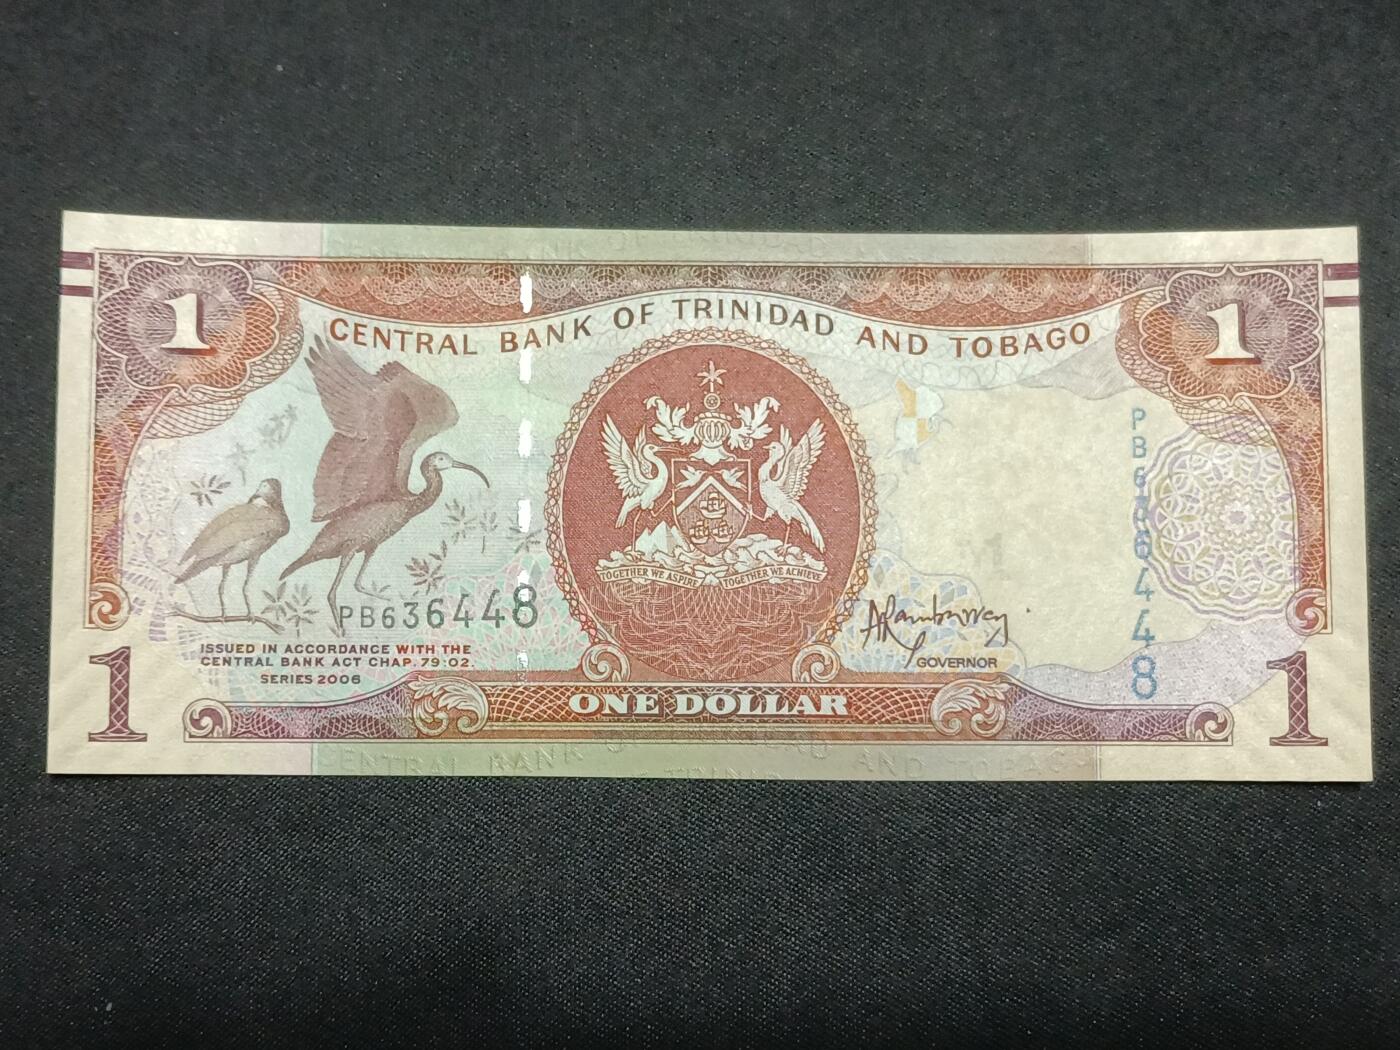 CENTRAL BANK OF TRINIDAD AND TOBAGO
1
1
PB636448
TOGETHER WE ASPIRE TOGETHER WE ACHIEVE
PB636448
ISSUED IN ACCORDANCE WITH THE
CENTRAL BANK ACT CHAP. 79:02.
SERIES 2006
GOVERNOR
1
ONE DOLLAR
1